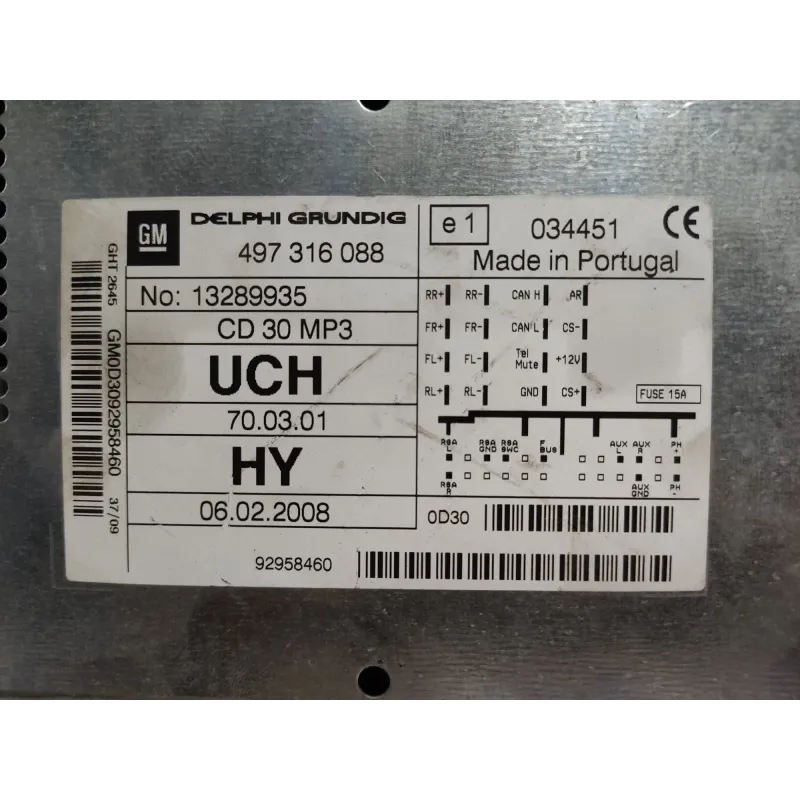 GM DELPHI GRUNDIG
497 316 088
No: 13289935
CD 30 MP3
UCH
70.03.01
HY
06.02.2008
92958460
e1 034451 CE
Made in Portugal
RR+ RR- CAN H AR
FR+ FR- CAN L CS-
FL+ FL- Tel Mute +12V
RL+ RL- GND CS+
FUSE 15A
RSA L RSA GND RSA SWC F BUS AUX L AUX R PH +
RSA R AUX GND PH -
0D30
GHT 2645
GM0D3092958460 37/09